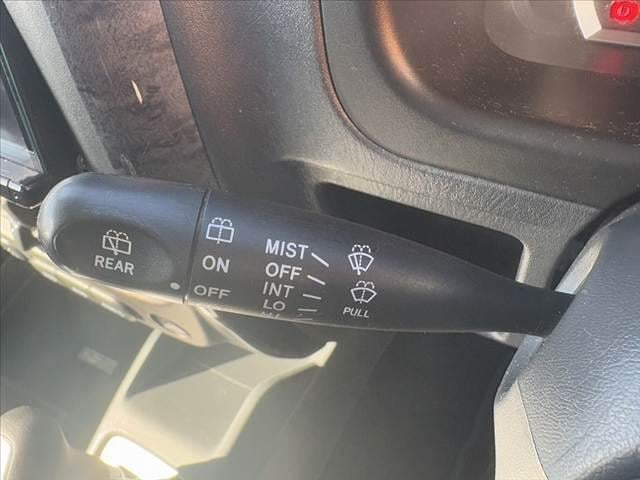 REAR
ON
OFF
MIST
OFF
INT
LO
PULL